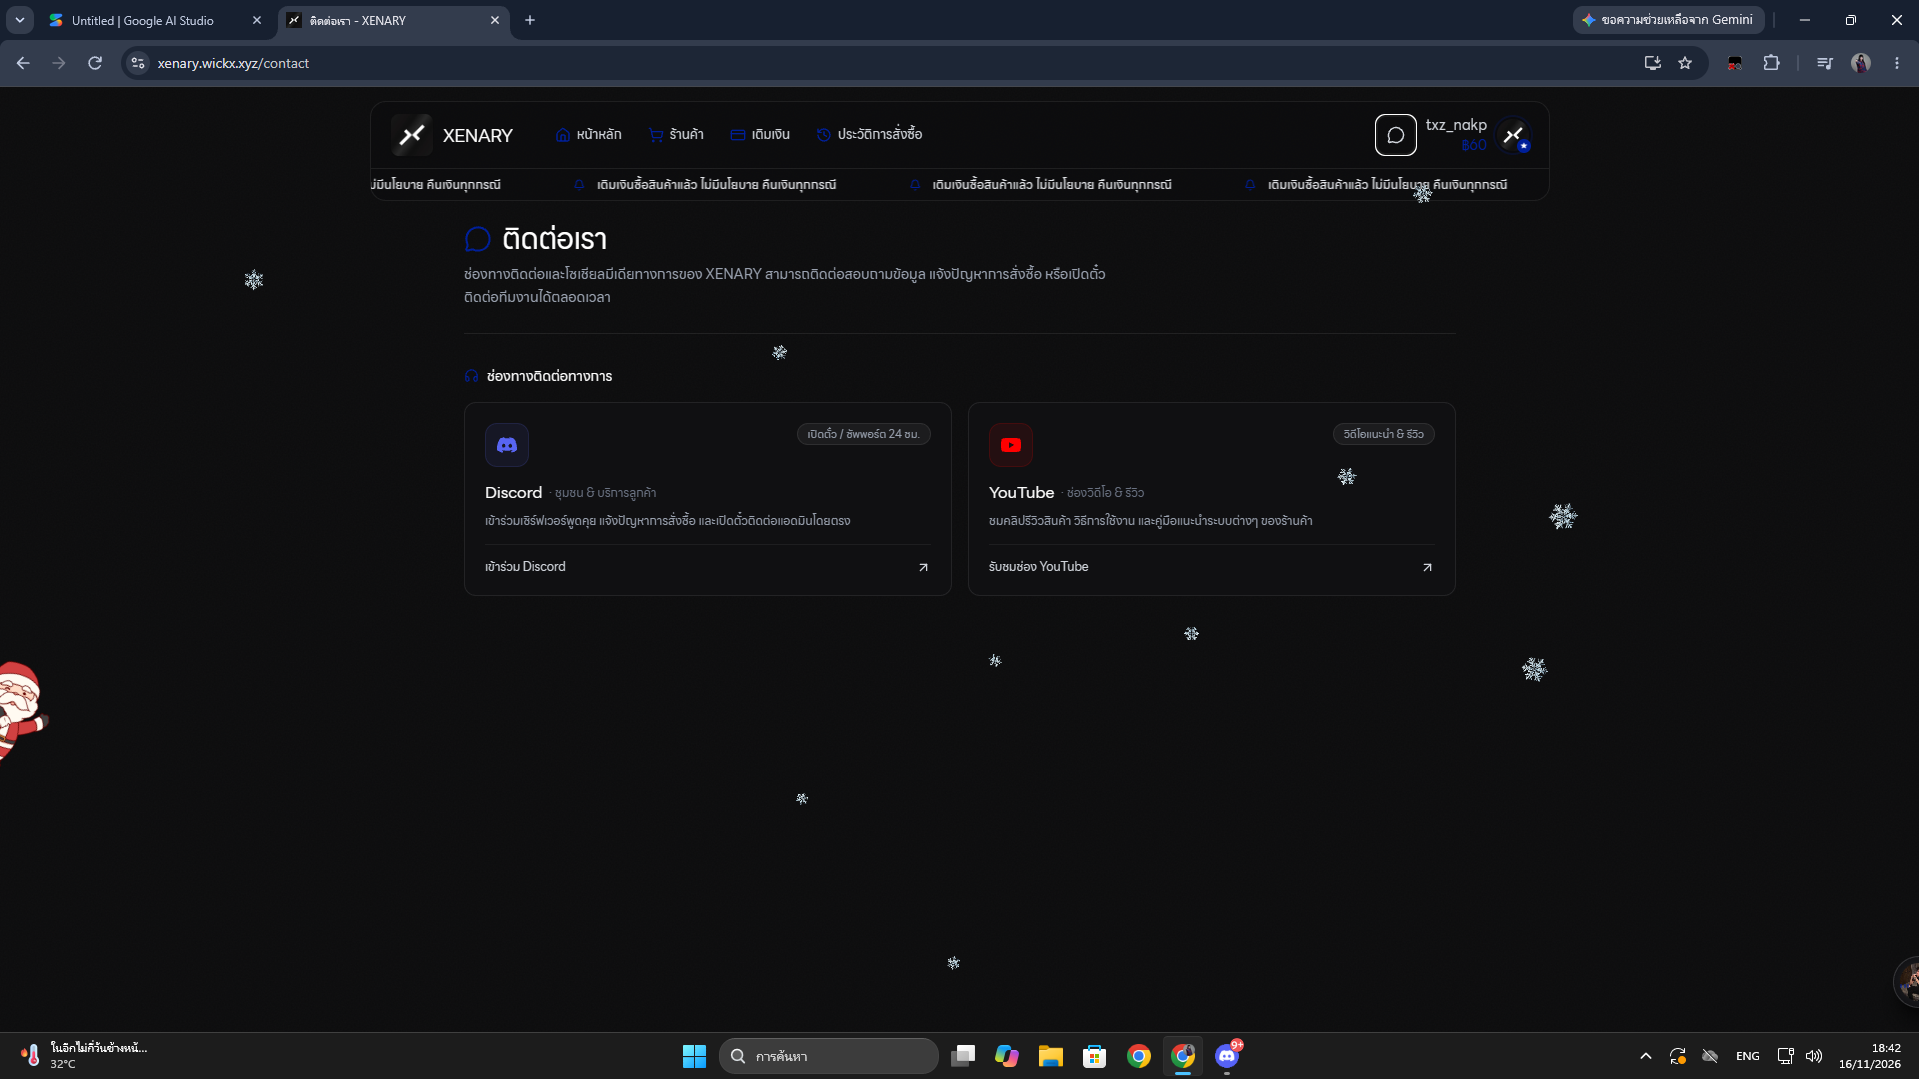 Untitled | Google AI Studio
ติดต่อเรา - XENARY
ขอความช่วยเหลือจาก Gemini
xenary.wickx.xyz/contact
XENARY
หน้าหลัก
ร้านค้า
เติมเงิน
ประวัติการสั่งซื้อ
txz_nakp
฿60
มีนโยบาย คืนเงินทุกกรณี
เติมเงินซื้อสินค้าแล้ว ไม่มีนโยบาย คืนเงินทุกกรณี
เติมเงินซื้อสินค้าแล้ว ไม่มีนโยบาย คืนเงินทุกกรณี
เติมเงินซื้อสินค้าแล้ว ไม่มีนโยบาย คืนเงินทุกกรณี
ติดต่อเรา
ช่องทางติดต่อและโซเชียลมีเดียทางการของ XENARY สามารถติดต่อสอบถามข้อมูล แจ้งปัญหาการสั่งซื้อ หรือเปิดตั๋ว
ติดต่อทีมงานได้ตลอดเวลา
ช่องทางติดต่อทางการ
เปิดตั๋ว / ซัพพอร์ต 24 ชม.
Discord · ชุมชน & บริการลูกค้า
เข้าร่วมเซิร์ฟเวอร์พูดคุย แจ้งปัญหาการสั่งซื้อ และเปิดตั๋วติดต่อแอดมินโดยตรง
เข้าร่วม Discord
วิดีโอแนะนำ & รีวิว
YouTube · ช่องวิดีโอ & รีวิว
ชมคลิปรีวิวสินค้า วิธีการใช้งาน และคู่มือแนะนำระบบต่างๆ ของร้านค้า
รับชมช่อง YouTube
ในอีกไม่กี่วันข้างหน้...
32°C
การค้นหา
9+
ENG
18:42
16/11/2026